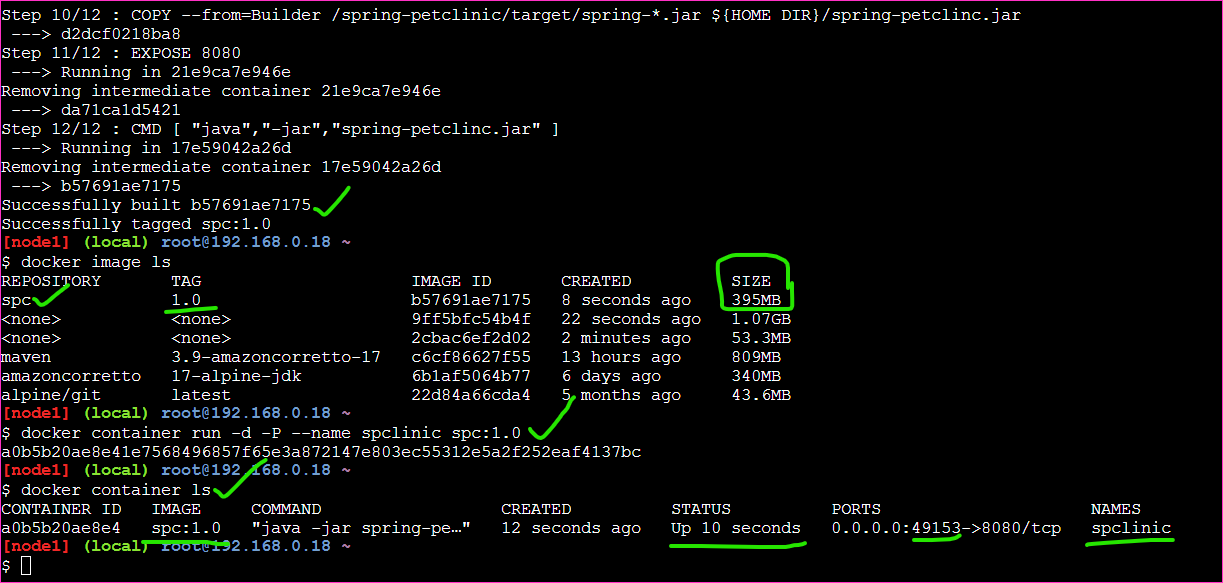 Step 10/12 : COPY --from=Builder /spring-petclinic/target/spring-*.jar ${HOME DIR}/spring-petclinc.jar
 ---> d2dcf0218ba8
Step 11/12 : EXPOSE 8080
 ---> Running in 21e9ca7e946e
Removing intermediate container 21e9ca7e946e
 ---> da71ca1d5421
Step 12/12 : CMD [ "java","-jar","spring-petclinc.jar" ]
 ---> Running in 17e59042a26d
Removing intermediate container 17e59042a26d
 ---> b57691ae7175
Successfully built b57691ae7175
Successfully tagged spc:1.0
[node1] (local) root@192.168.0.18 ~
$ docker image ls
REPOSITORY TAG IMAGE ID CREATED SIZE
spc 1.0 b57691ae7175 8 seconds ago 395MB
<none> <none> 9ff5bfc54b4f 22 seconds ago 1.07GB
<none> <none> 2cbac6ef2d02 2 minutes ago 53.3MB
maven 3.9-amazoncorretto-17 c6cf86627f55 13 hours ago 809MB
amazoncorretto 17-alpine-jdk 6b1af5064b77 6 days ago 340MB
alpine/git latest 22d84a66cda4 5 months ago 43.6MB
[node1] (local) root@192.168.0.18 ~
$ docker container run -d -P --name spclinic spc:1.0
a0b5b20ae8e41e7568496857f65e3a872147e803ec55312e5a2f252eaf4137bc
[node1] (local) root@192.168.0.18 ~
$ docker container ls
CONTAINER ID IMAGE COMMAND CREATED STATUS PORTS NAMES
a0b5b20ae8e4 spc:1.0 "java -jar spring-pe…" 12 seconds ago Up 10 seconds 0.0.0.0:49153->8080/tcp spclinic
[node1] (local) root@192.168.0.18 ~
$